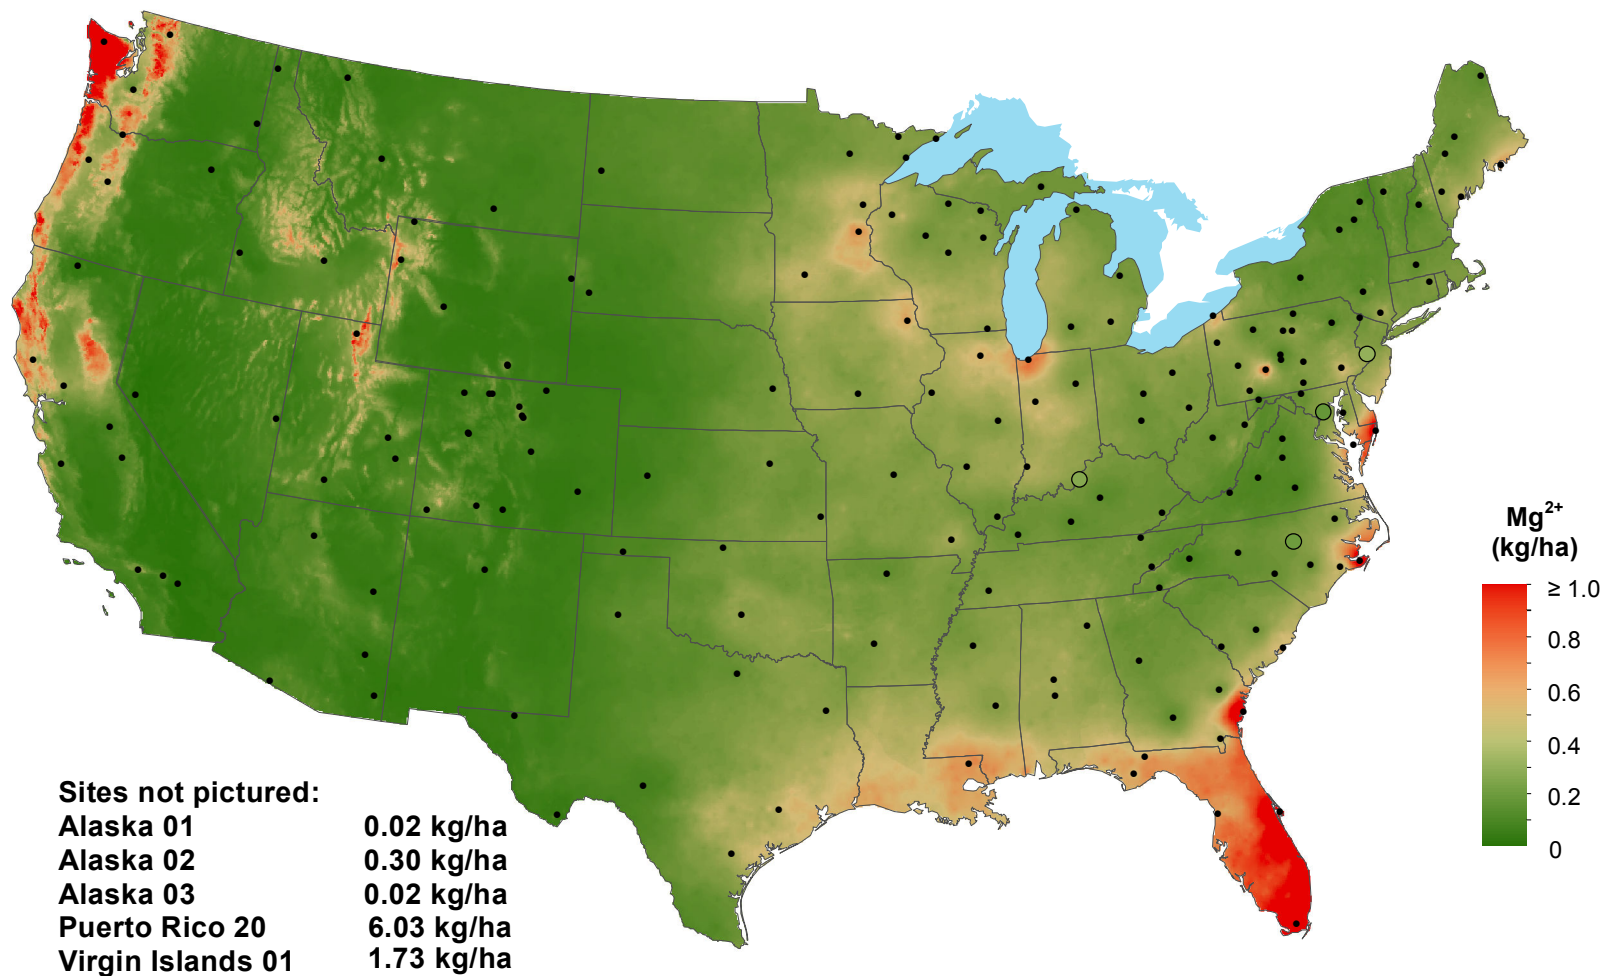 Mg²⁺
(kg/ha)
≥ 1.0
0.8
0.6
0.4
0.2
0
Sites not pictured:
Alaska 01 0.02 kg/ha
Alaska 02 0.30 kg/ha
Alaska 03 0.02 kg/ha
Puerto Rico 20 6.03 kg/ha
Virgin Islands 01 1.73 kg/ha